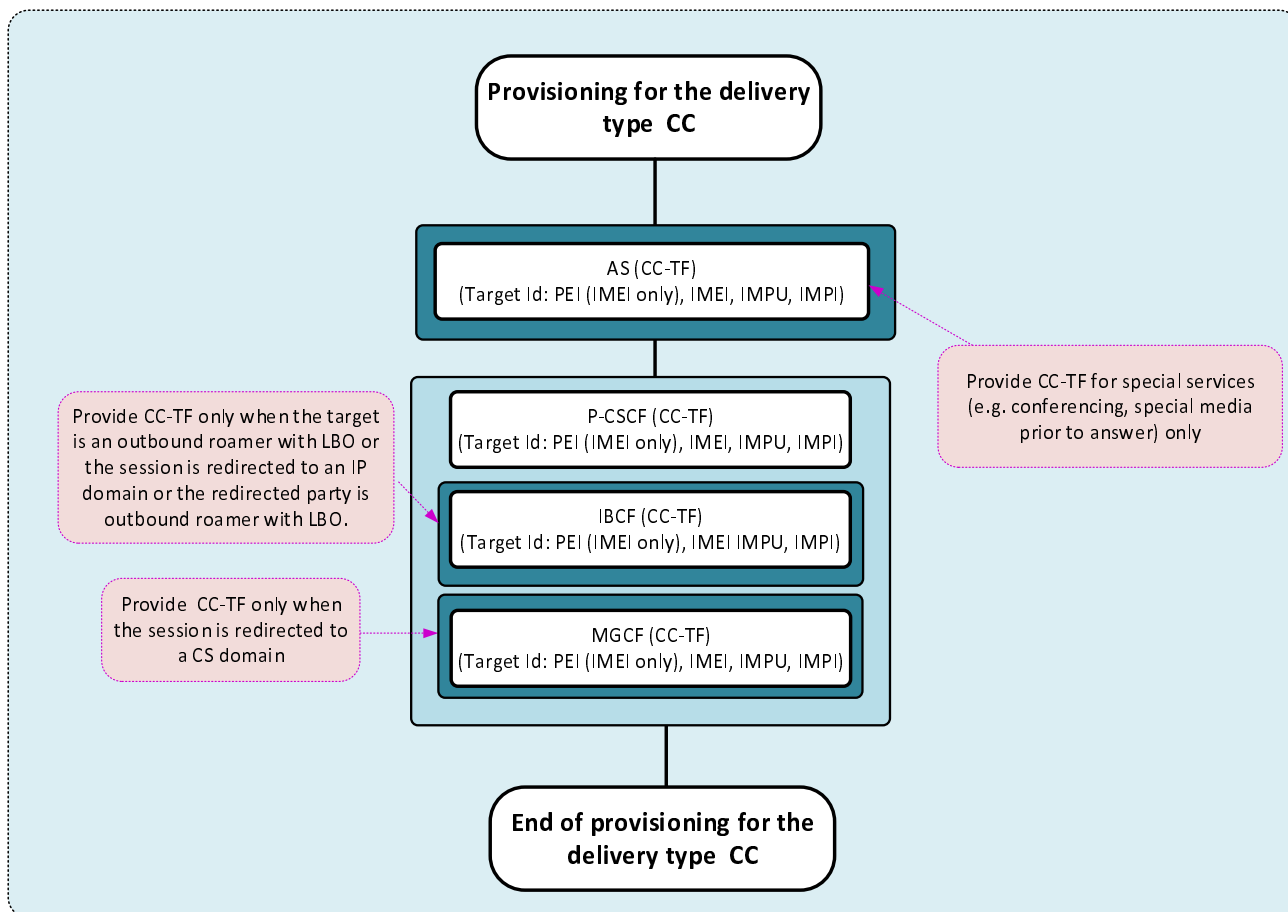 Provisioning for the delivery
type CC
AS (CC-TF)
(Target Id: PEI (IMEI only), IMEI, IMPU, IMPI)
Provide CC-TF for special services
(e.g. conferencing, special media
prior to answer) only
Provide CC-TF only when the target
is an outbound roamer with LBO or
the session is redirected to an IP
domain or the redirected party is
outbound roamer with LBO.
P-CSCF (CC-TF)
(Target Id: PEI (IMEI only), IMEI, IMPU, IMPI)
IBCF (CC-TF)
(Target Id: PEI (IMEI only), IMEI IMPU, IMPI)
Provide CC-TF only when
the session is redirected to
a CS domain
MGCF (CC-TF)
(Target Id: PEI (IMEI only), IMEI, IMPU, IMPI)
End of provisioning for the
delivery type CC